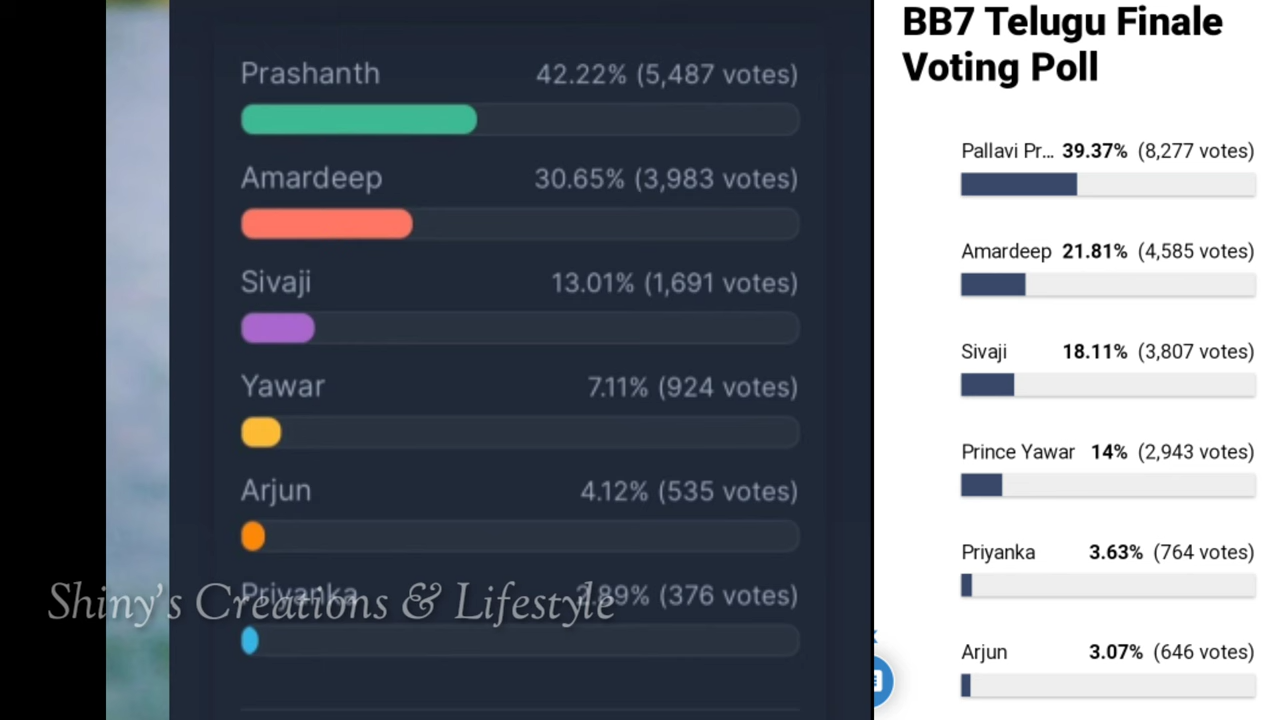 Prashanth 42.22% (5,487 votes)
Amardeep 30.65% (3,983 votes)
Sivaji 13.01% (1,691 votes)
Yawar 7.11% (924 votes)
Arjun 4.12% (535 votes)
Priyanka 2.89% (376 votes)
Shiny's Creations & Lifestyle
BB7 Telugu Finale
Voting Poll
Pallavi Pr... 39.37% (8,277 votes)
Amardeep 21.81% (4,585 votes)
Sivaji 18.11% (3,807 votes)
Prince Yawar 14% (2,943 votes)
Priyanka 3.63% (764 votes)
Arjun 3.07% (646 votes)